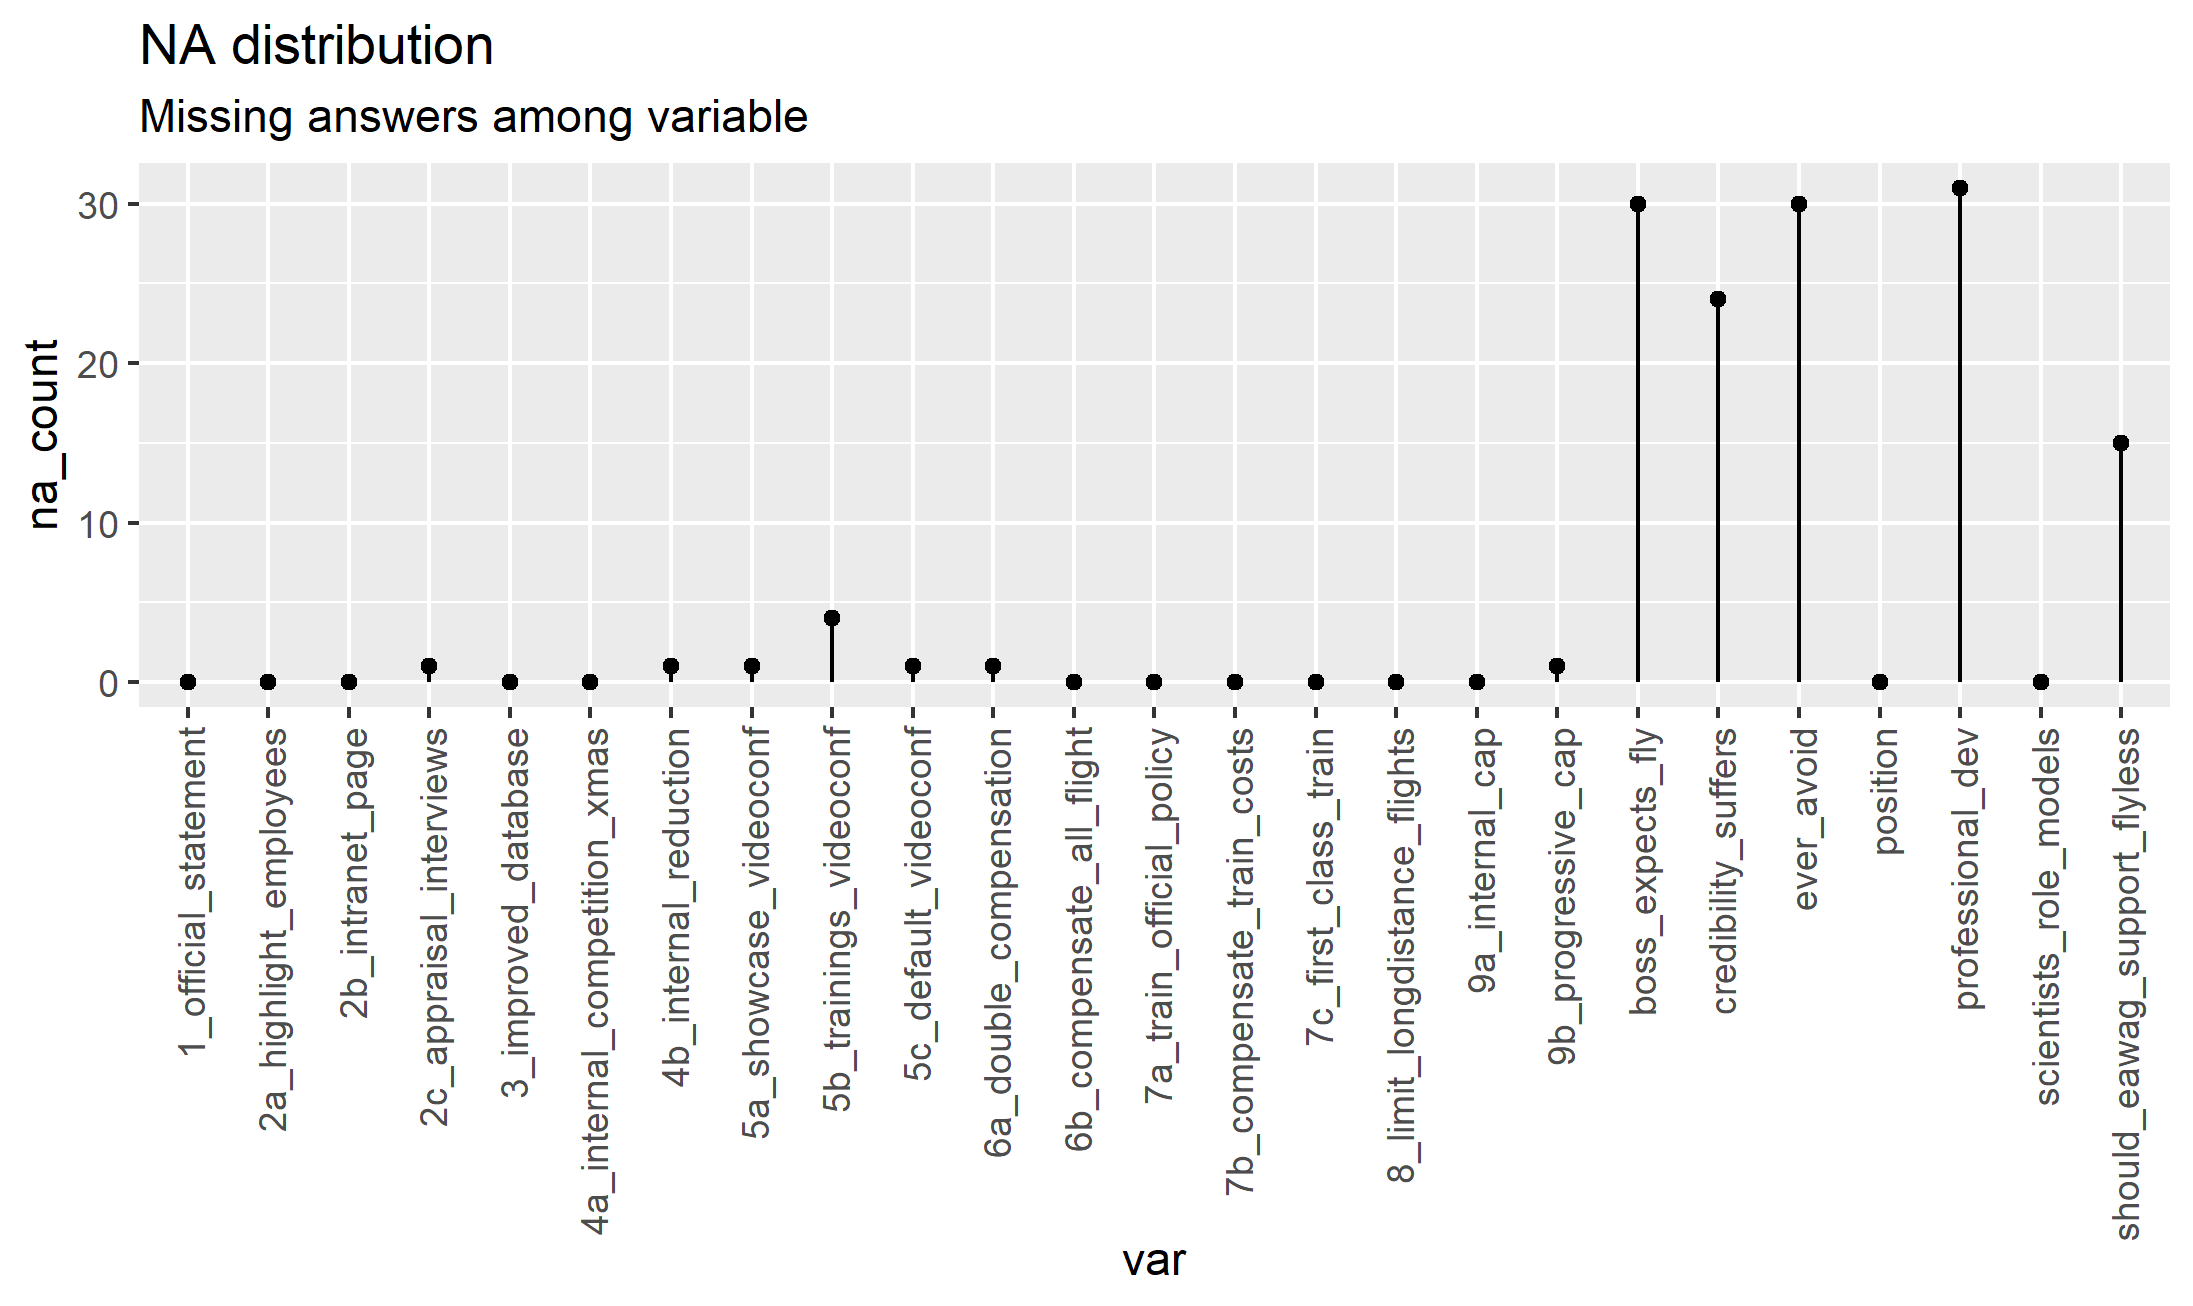 NA distribution
Missing answers among variable
na_count
30
20
10
0
1_official_statement
2a_highlight_employees
2b_intranet_page
2c_appraisal_interviews
3_improved_database
4a_internal_competition_xmas
4b_internal_reduction
5a_showcase_videoconf
5b_trainings_videoconf
5c_default_videoconf
6a_double_compensation
6b_compensate_all_flight
7a_train_official_policy
7b_compensate_train_costs
7c_first_class_train
8_limit_longdistance_flights
9a_internal_cap
9b_progressive_cap
boss_expects_fly
credibility_suffers
ever_avoid
position
professional_dev
scientists_role_models
should_eawag_support_flyless
var